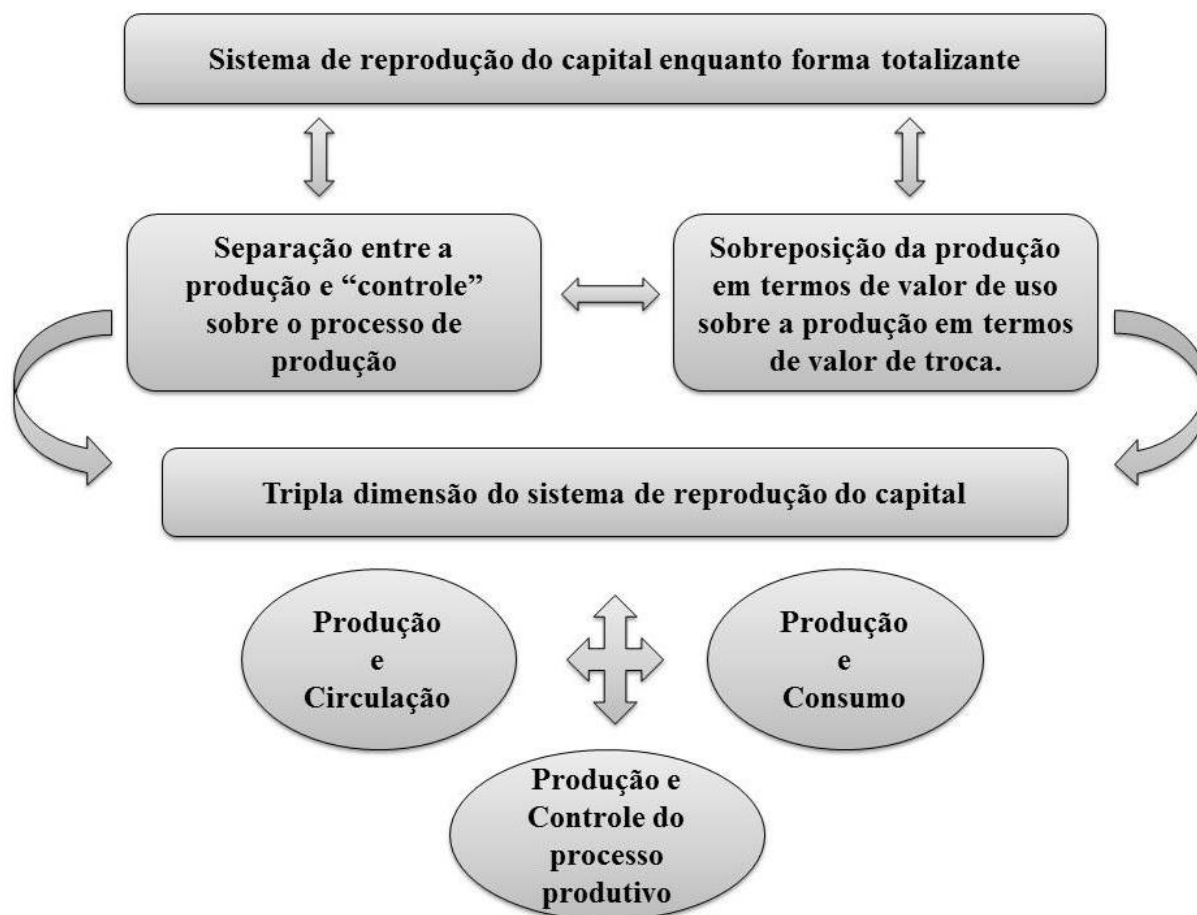 Sistema de reprodução do capital enquanto forma totalizante
Separação entre a
produção e “controle”
sobre o processo de
produção
Sobreposição da produção
em termos de valor de uso
sobre a produção em termos
de valor de troca.
Tripla dimensão do sistema de reprodução do capital
Produção
e
Circulação
Produção
e
Consumo
Produção e
Controle do
processo
produtivo